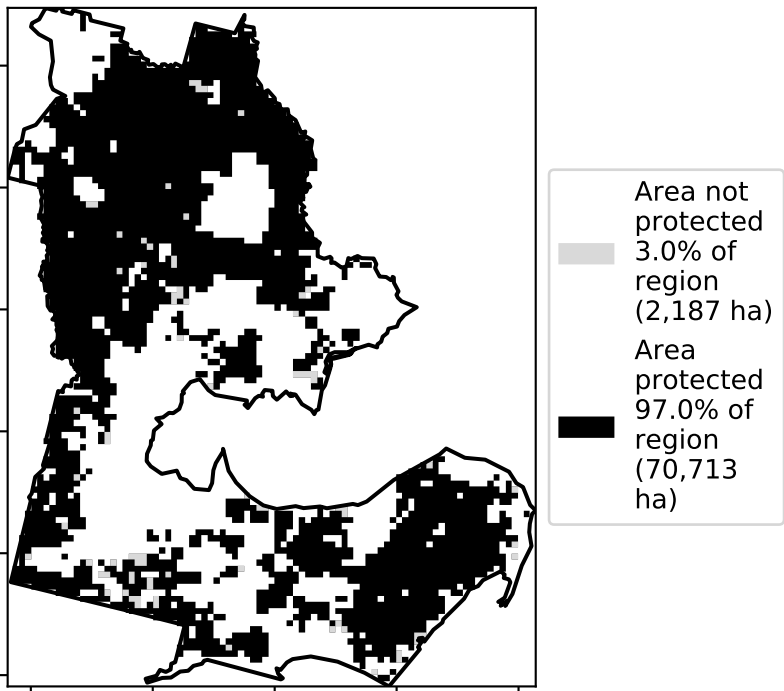 Area not
protected
3.0% of
region
(2,187 ha)
Area
protected
97.0% of
region
(70,713
ha)